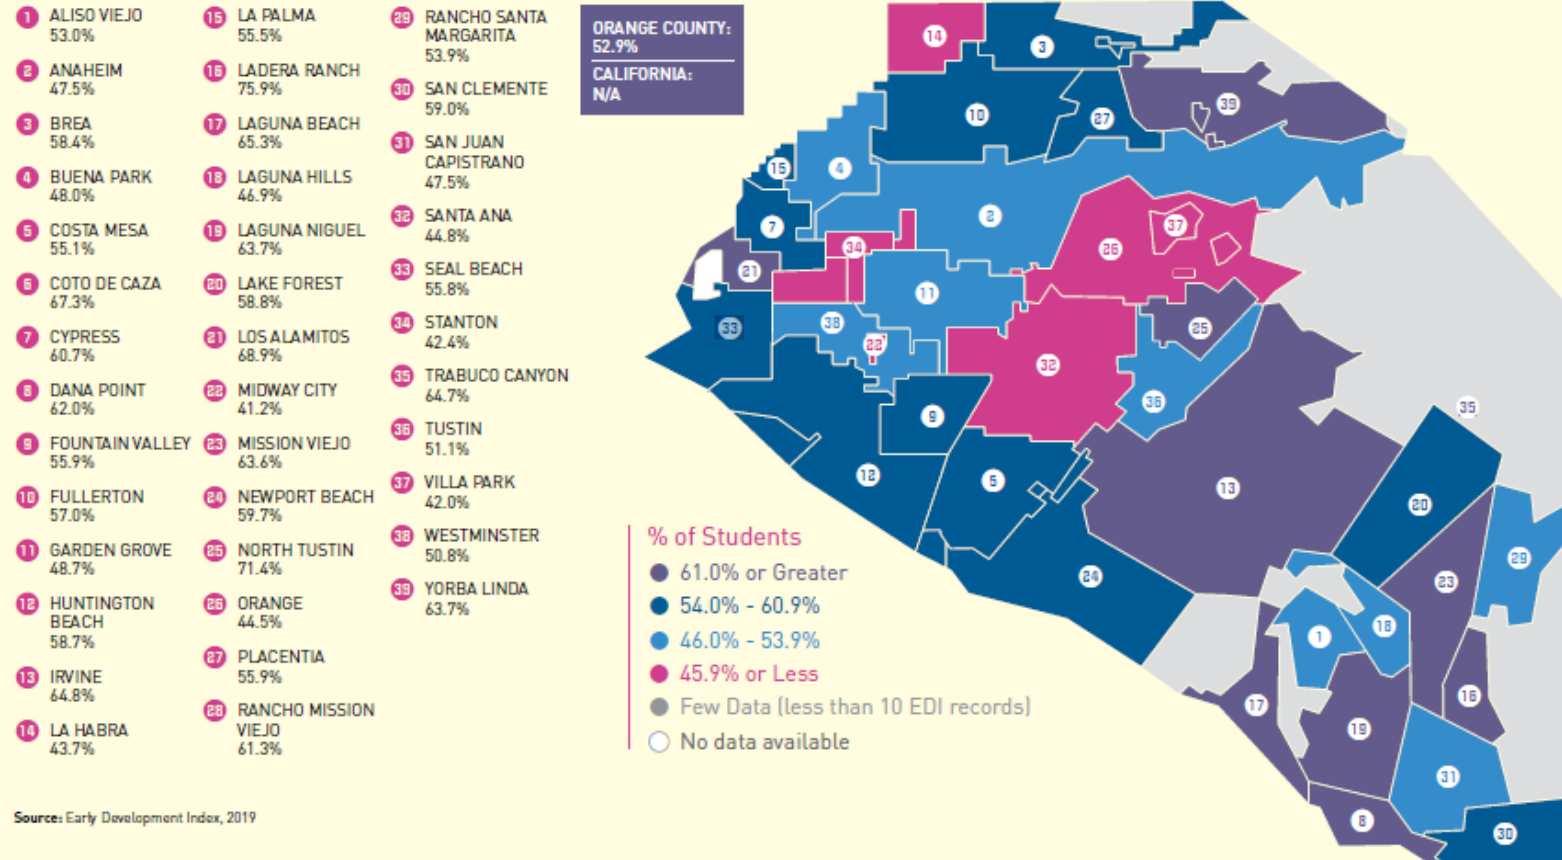 1 ALISO VIEJO
53.0%
2 ANAHEIM
47.5%
3 BREA
58.4%
4 BUENA PARK
48.0%
5 COSTA MESA
55.1%
6 COTO DE CAZA
67.3%
7 CYPRESS
60.7%
8 DANA POINT
62.0%
9 FOUNTAIN VALLEY
55.9%
10 FULLERTON
57.0%
11 GARDEN GROVE
48.7%
12 HUNTINGTON
BEACH
58.7%
13 IRVINE
64.8%
14 LA HABRA
43.7%
15 LA PALMA
55.5%
16 LADERA RANCH
75.9%
17 LAGUNA BEACH
65.3%
18 LAGUNA HILLS
46.9%
19 LAGUNA NIGUEL
63.7%
20 LAKE FOREST
58.8%
21 LOS ALAMITOS
68.9%
22 MIDWAY CITY
41.2%
23 MISSION VIEJO
63.6%
24 NEWPORT BEACH
59.7%
25 NORTH TUSTIN
71.4%
26 ORANGE
44.5%
27 PLACENTIA
55.9%
28 RANCHO MISSION
VIEJO
61.3%
29 RANCHO SANTA
MARGARITA
53.9%
30 SAN CLEMENTE
59.0%
31 SAN JUAN
CAPISTRANO
47.5%
32 SANTA ANA
44.8%
33 SEAL BEACH
55.8%
34 STANTON
42.4%
35 TRABUCO CANYON
64.7%
36 TUSTIN
51.1%
37 VILLA PARK
42.0%
38 WESTMINSTER
50.8%
39 YORBA LINDA
63.7%
ORANGE COUNTY:
52.9%
CALIFORNIA:
N/A
14
3
39
10
27
15
4
2
37
7
34
26
21
11
33
38
25
22
32
36
35
9
12
5
13
20
24
29
23
1
18
17
16
19
31
8
30
% of Students
61.0% or Greater
54.0% - 60.9%
46.0% - 53.9%
45.9% or Less
Few Data (less than 10 EDI records)
No data available
Source: Early Development Index, 2019